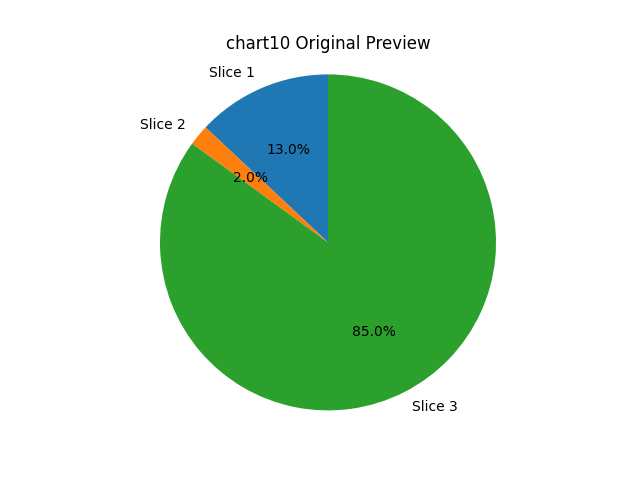 chart10 Original Preview
Slice 1
Slice 2
13.0%
2.0%
85.0%
Slice 3